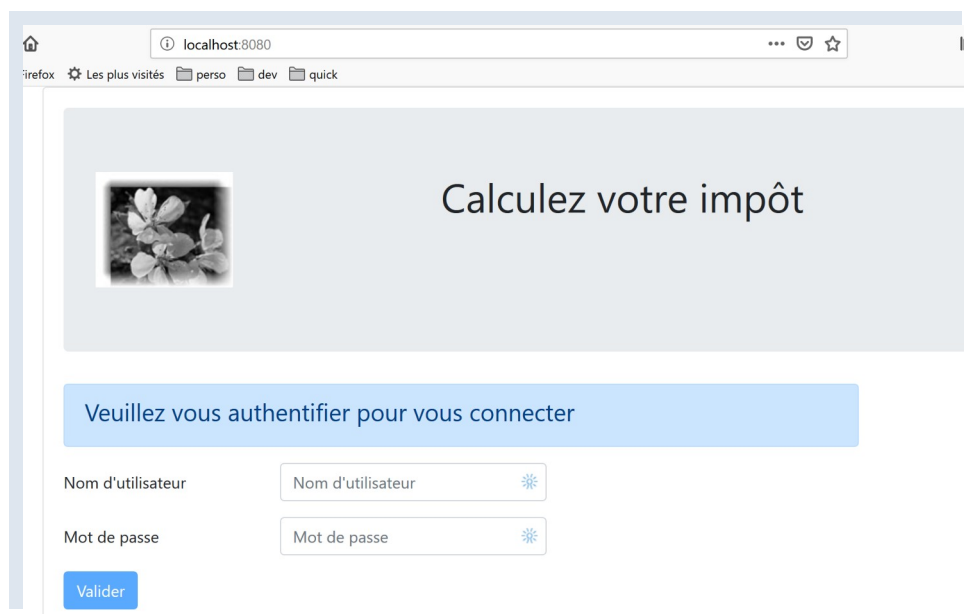 localhost:8080
irefox Les plus visités perso dev quick
Calculez votre impôt
Veuillez vous authentifier pour vous connecter
Nom d'utilisateur Nom d'utilisateur
Mot de passe Mot de passe
Valider